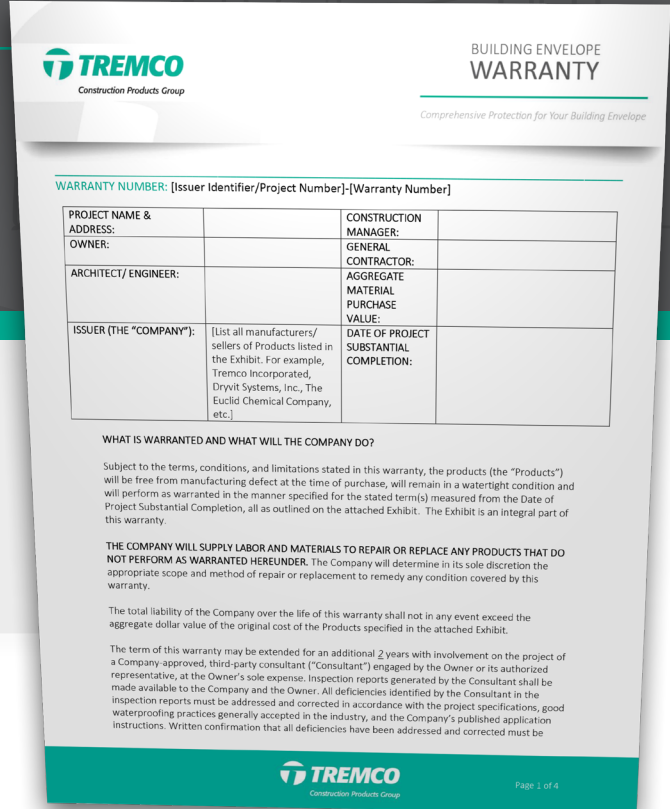 TREMCO
Construction Products Group
BUILDING ENVELOPE
WARRANTY
Comprehensive Protection for Your Building Envelope
WARRANTY NUMBER: [Issuer Identifier/Project Number]-[Warranty Number]
PROJECT NAME &
ADDRESS:
CONSTRUCTION
MANAGER:
OWNER:
GENERAL
CONTRACTOR:
ARCHITECT/ ENGINEER:
AGGREGATE
MATERIAL
PURCHASE
VALUE:
ISSUER (THE “COMPANY”):
[List all manufacturers/
sellers of Products listed in
the Exhibit. For example,
Tremco Incorporated,
Dryvit Systems, Inc., The
Euclid Chemical Company,
etc.]
DATE OF PROJECT
SUBSTANTIAL
COMPLETION:
WHAT IS WARRANTED AND WHAT WILL THE COMPANY DO?
Subject to the terms, conditions, and limitations stated in this warranty, the products (the “Products”)
will be free from manufacturing defect at the time of purchase, will remain in a watertight condition and
will perform as warranted in the manner specified for the stated term(s) measured from the Date of
Project Substantial Completion, all as outlined on the attached Exhibit. The Exhibit is an integral part of
this warranty.
THE COMPANY WILL SUPPLY LABOR AND MATERIALS TO REPAIR OR REPLACE ANY PRODUCTS THAT DO
NOT PERFORM AS WARRANTED HEREUNDER. The Company will determine in its sole discretion the
appropriate scope and method of repair or replacement to remedy any condition covered by this
warranty.
The total liability of the Company over the life of this warranty shall not in any event exceed the
aggregate dollar value of the original cost of the Products specified in the attached Exhibit.
The term of this warranty may be extended for an additional 2 years with involvement on the project of
a Company-approved, third-party consultant (“Consultant”) engaged by the Owner or its authorized
representative, at the Owner’s sole expense. Inspection reports generated by the Consultant shall be
made available to the Company and the Owner. All deficiencies identified by the Consultant in the
inspection reports must be addressed and corrected in accordance with the project specifications, good
waterproofing practices generally accepted in the industry, and the Company’s published application
instructions. Written confirmation that all deficiencies have been addressed and corrected must be
TREMCO
Construction Products Group
Page 1 of 4